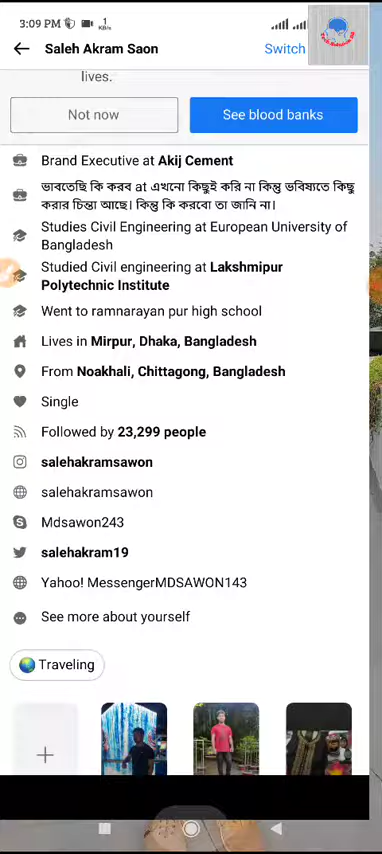 3:09 PM
1
KB/s
Saleh Akram Saon
Switch
lives.
Not now
See blood banks
Brand Executive at Akij Cement
ভাবতেছি কি করব at এখনো কিছুই করি না কিন্তু ভবিষ্যতে কিছু
করার চিন্তা আছে। কিন্তু কি করবো তা জানি না।
Studies Civil Engineering at European University of
Bangladesh
Studied Civil engineering at Lakshmipur
Polytechnic Institute
Went to ramnarayan pur high school
Lives in Mirpur, Dhaka, Bangladesh
From Noakhali, Chittagong, Bangladesh
Single
Followed by 23,299 people
salehakramsawon
salehakramsawon
Mdsawon243
salehakram19
Yahoo! MessengerMDSAWON143
See more about yourself
Traveling